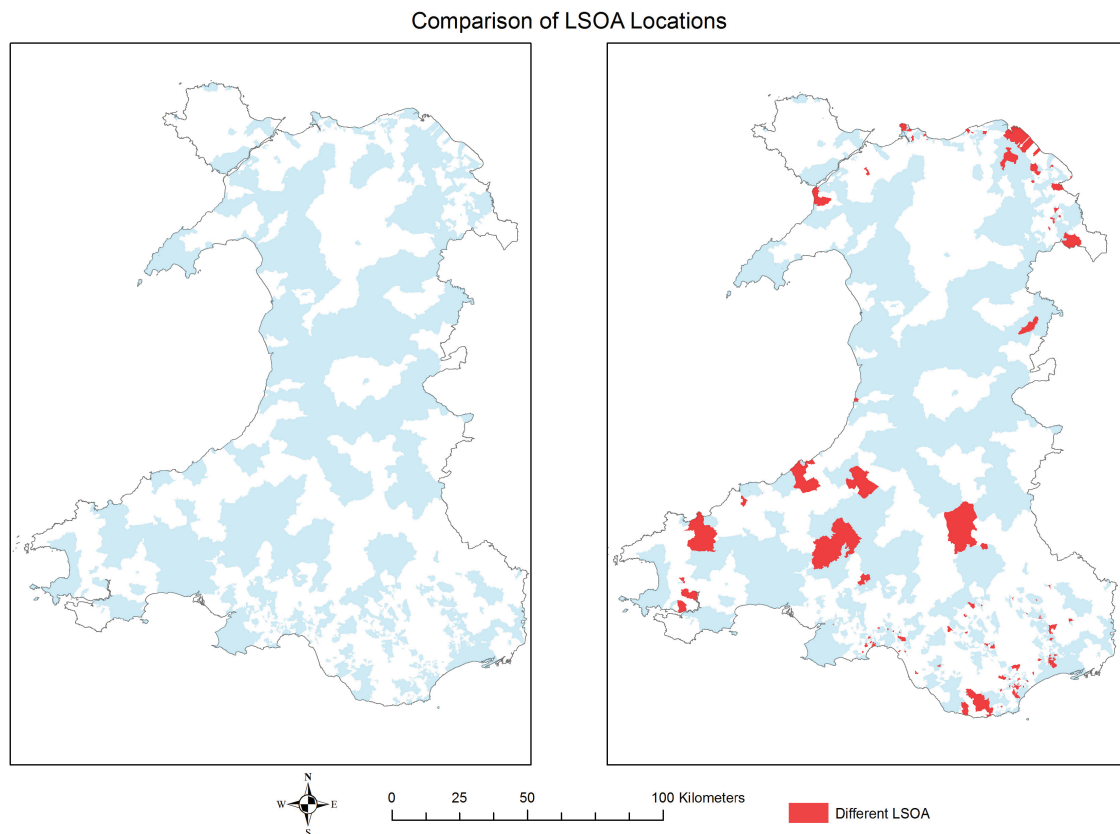 Comparison of LSOA Locations
N
W E
S
0 25 50 100 Kilometers
Different LSOA